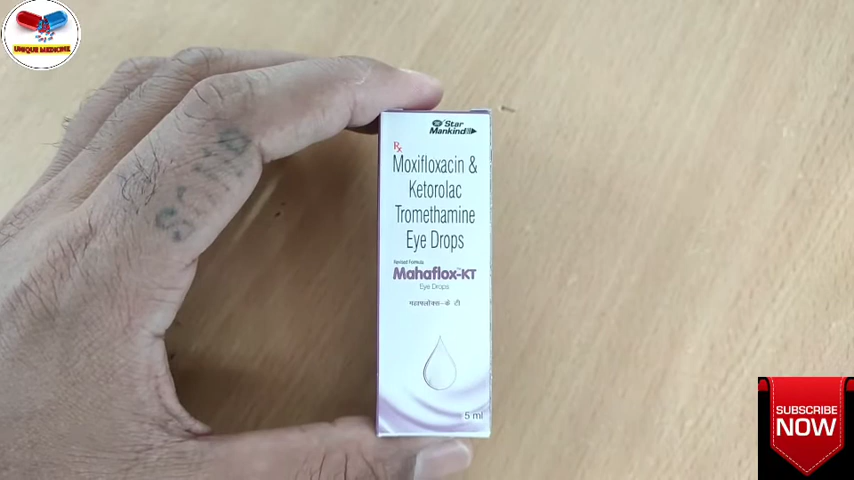 UNIQUE MEDICINE
Star
Mankind
Rx
Moxifloxacin &
Ketorolac
Tromethamine
Eye Drops
Revised Formula
Mahaflox-KT
Eye Drops
महाफ्लॉक्स-के टी
5 ml
SUBSCRIBE
NOW